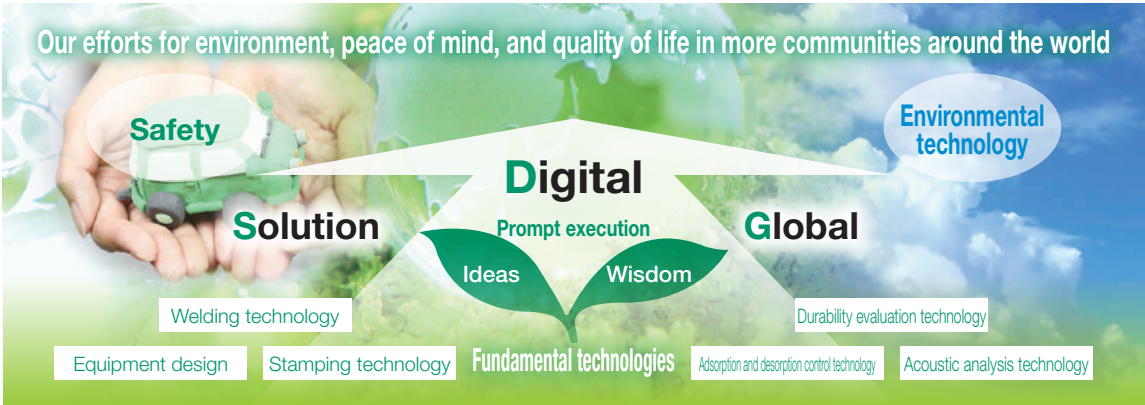 Our efforts for environment, peace of mind, and quality of life in more communities around the world
Safety
Environmental
technology
Digital
Solution
Prompt execution
Global
Ideas
Wisdom
Welding technology
Durability evaluation technology
Equipment design
Stamping technology
Fundamental technologies
Adsorption and desorption control technology
Acoustic analysis technology